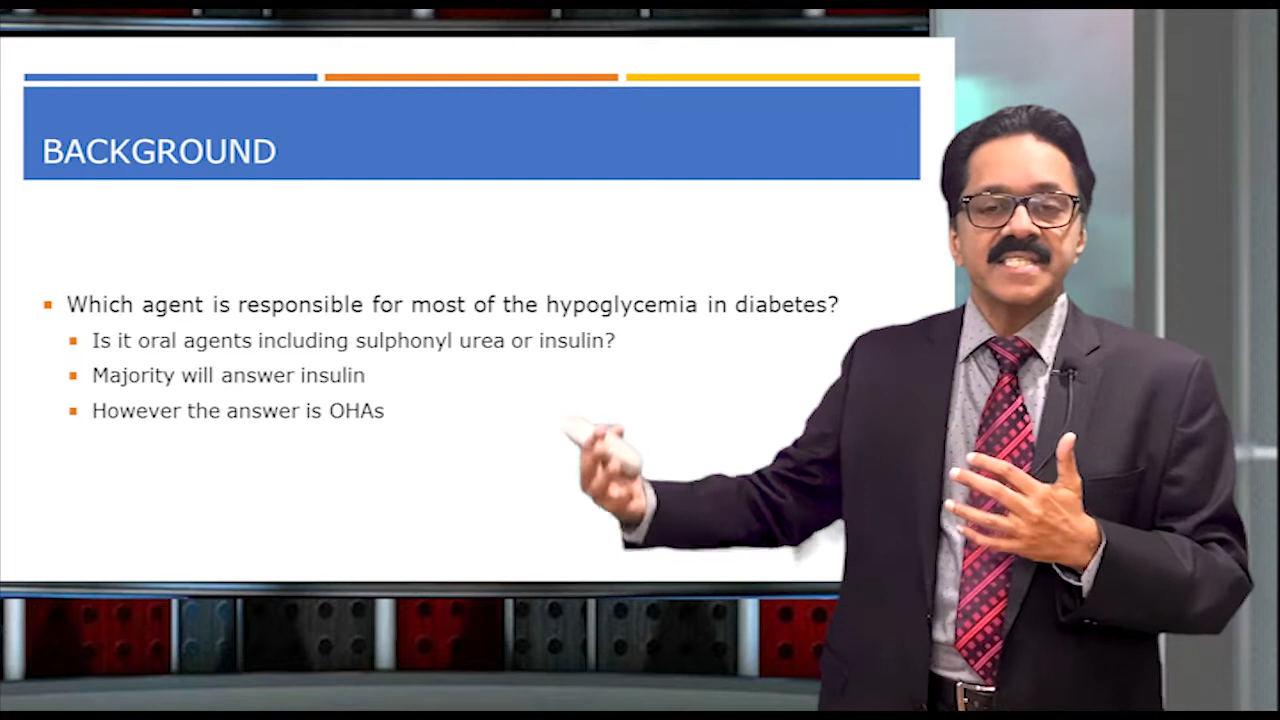 BACKGROUND
Which agent is responsible for most of the hypoglycemia in diabetes?
Is it oral agents including sulphonyl urea or insulin?
Majority will answer insulin
However the answer is OHAs